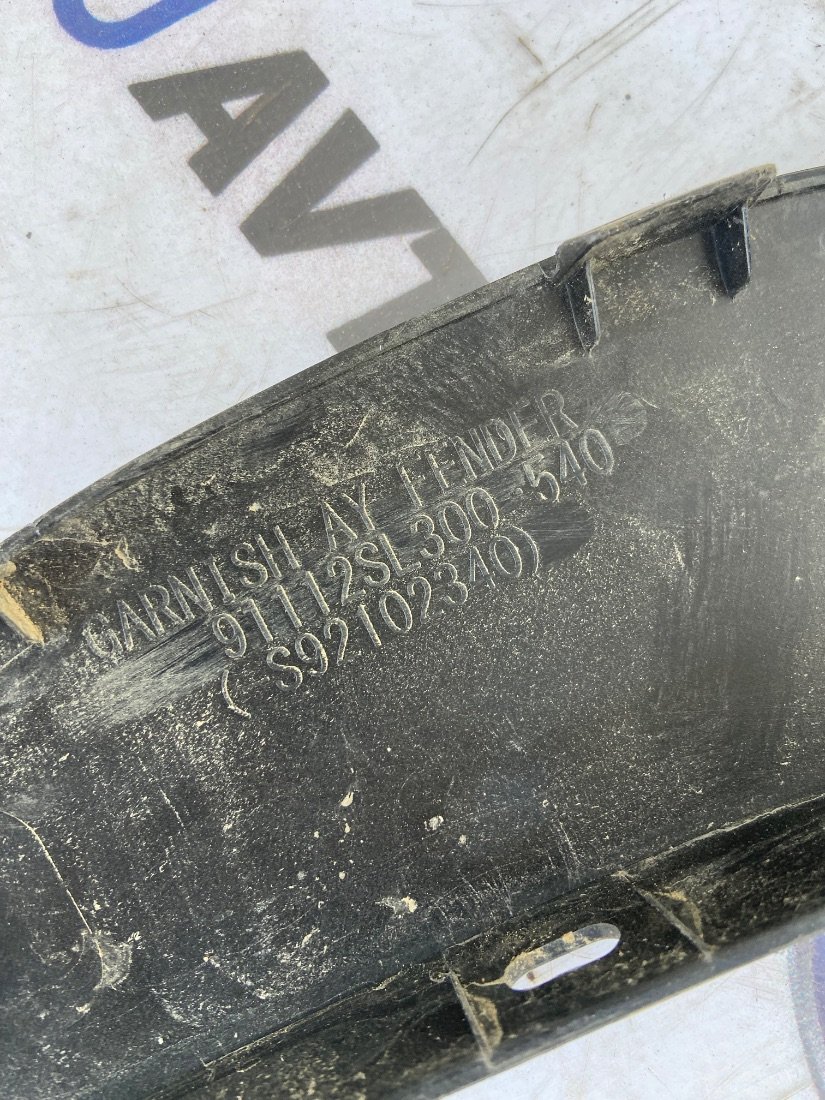 AVT
GARNISH AY FENDER
91112SL300-540
(S92102340)